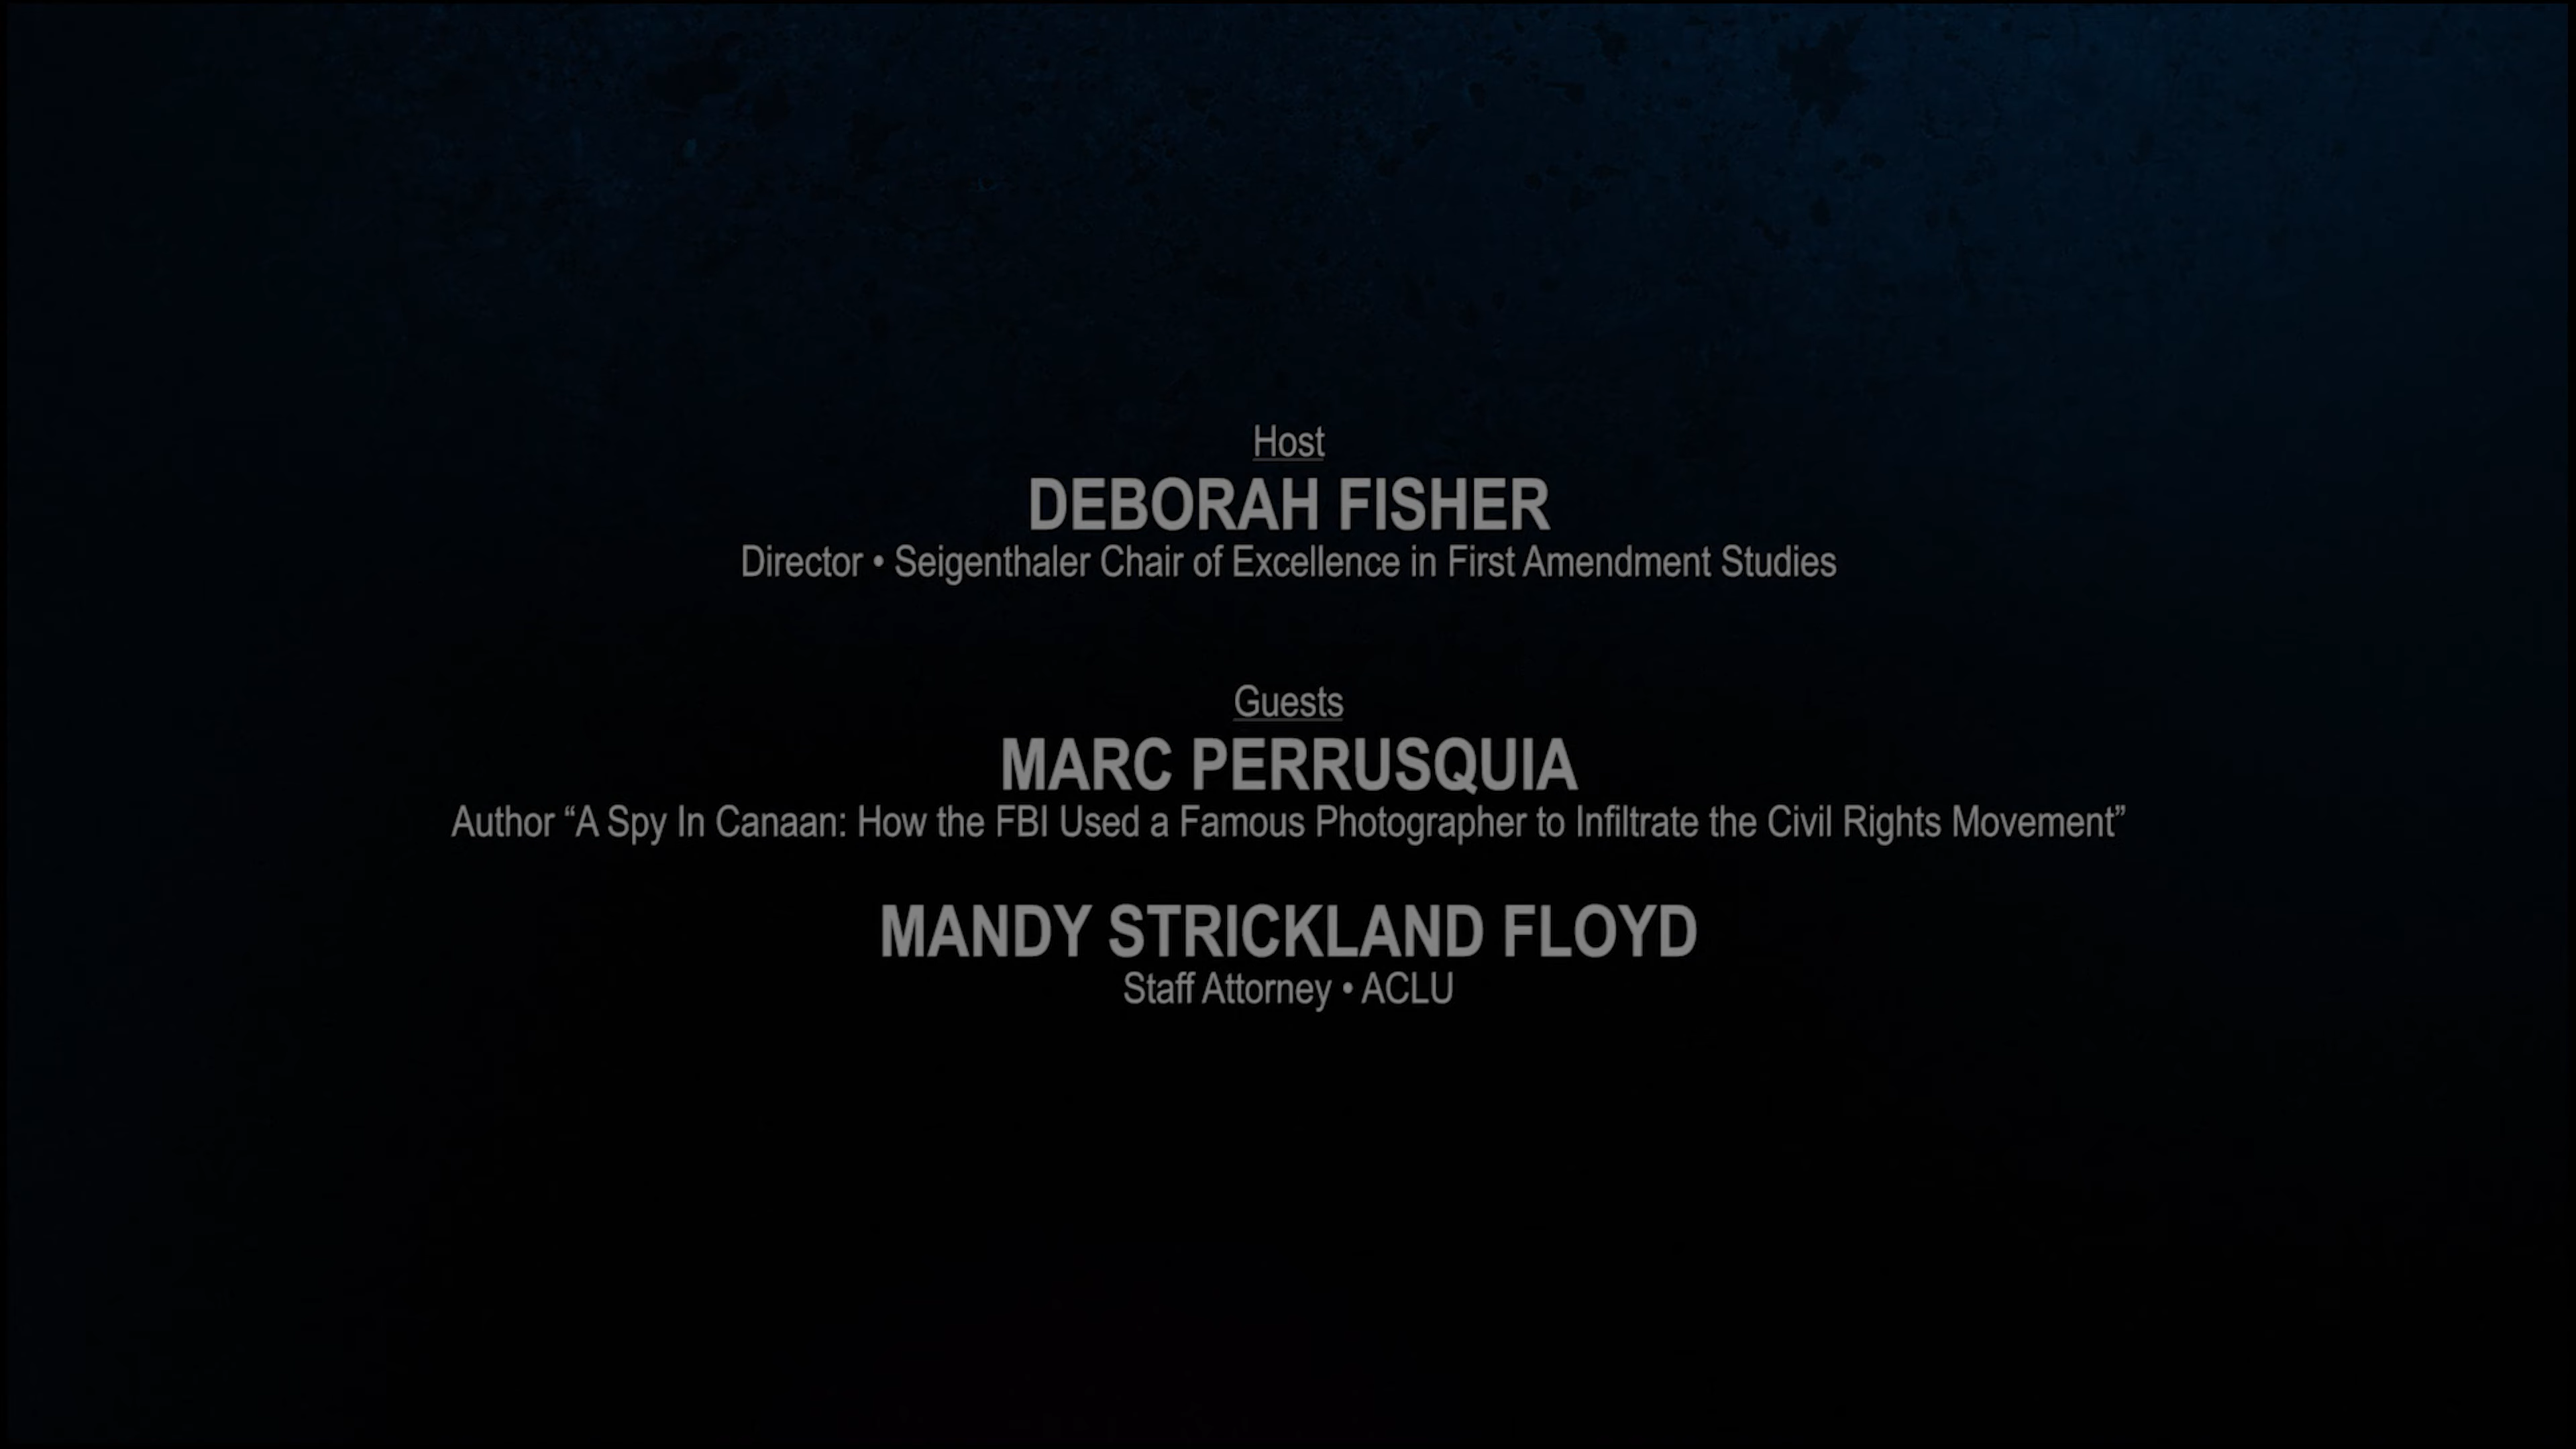 Host
DEBORAH FISHER
Director • Seigenthaler Chair of Excellence in First Amendment Studies
Guests
MARC PERRUSQUIA
Author “A Spy In Canaan: How the FBI Used a Famous Photographer to Infiltrate the Civil Rights Movement”
MANDY STRICKLAND FLOYD
Staff Attorney • ACLU